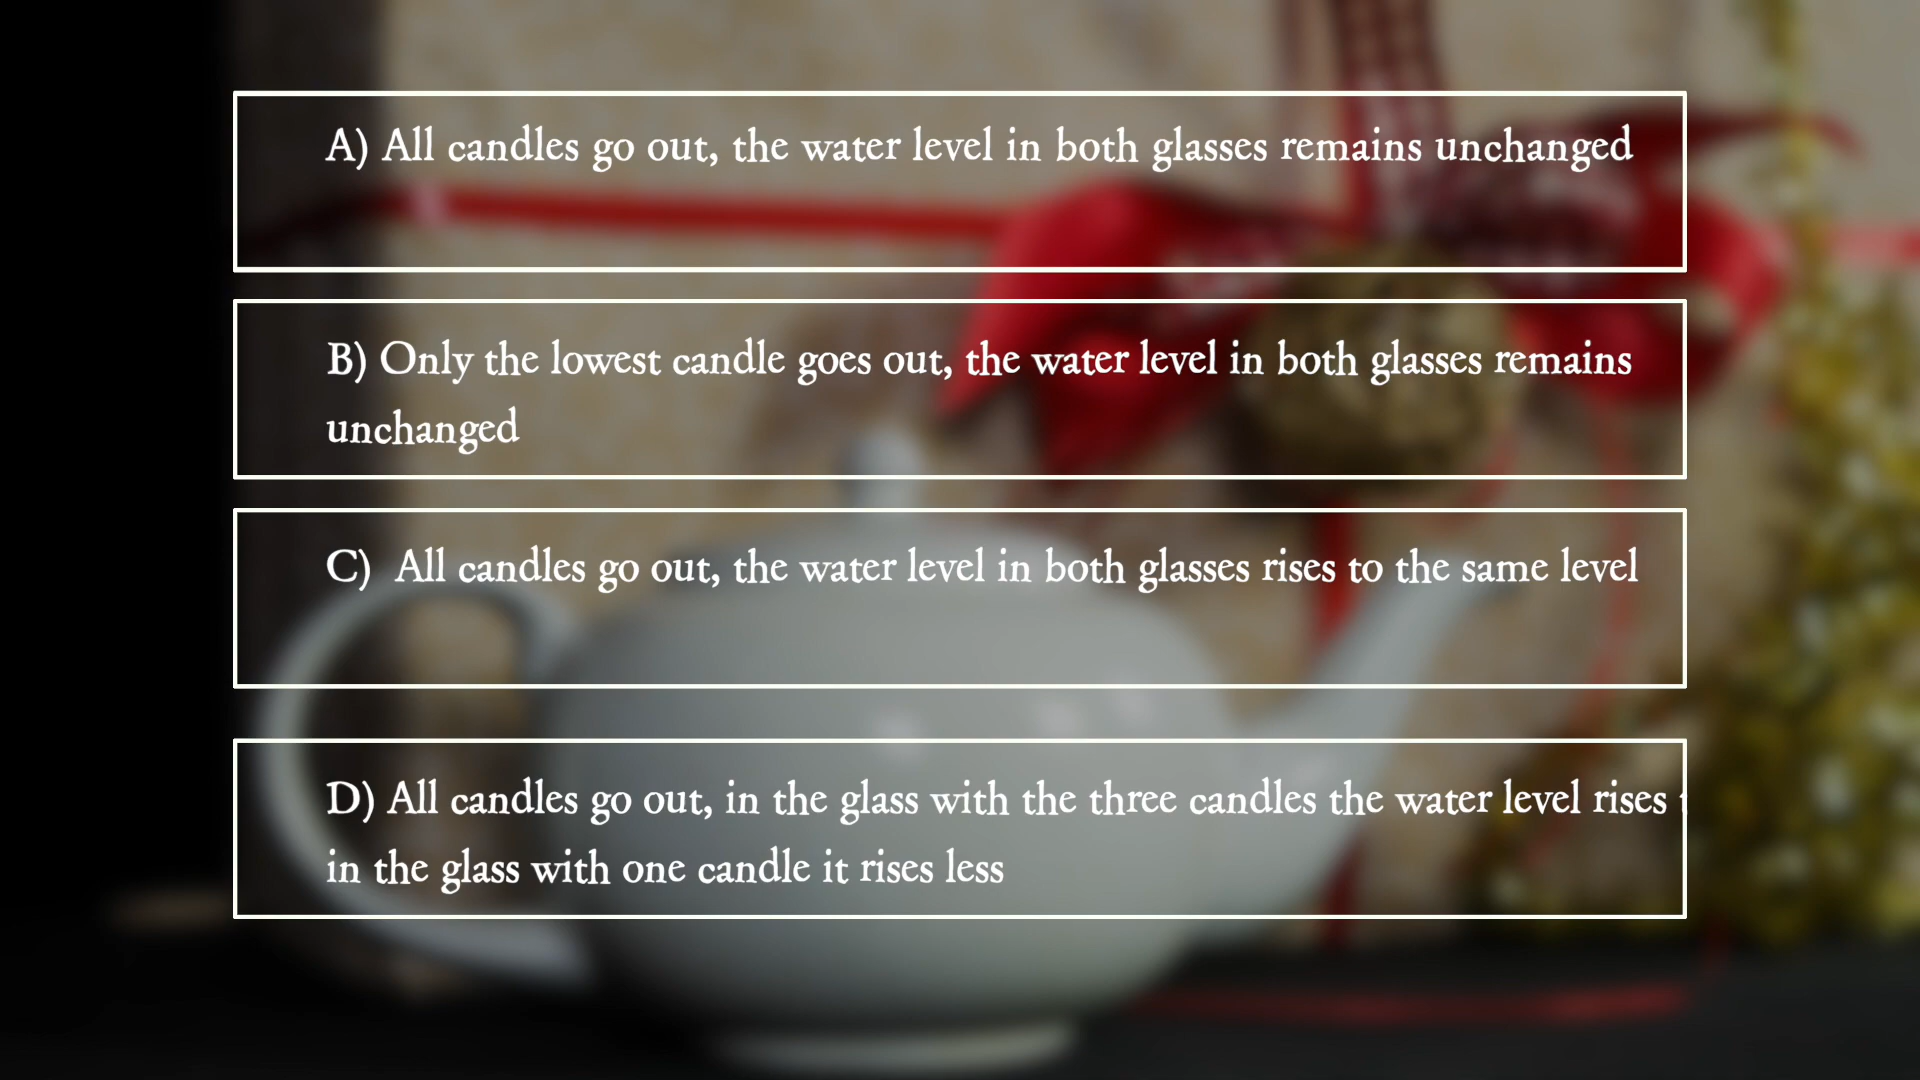 A) All candles go out, the water level in both glasses remains unchanged
B) Only the lowest candle goes out, the water level in both glasses remains
unchanged
C) All candles go out, the water level in both glasses rises to the same level
D) All candles go out, in the glass with the three candles the water level rises
in the glass with one candle it rises less